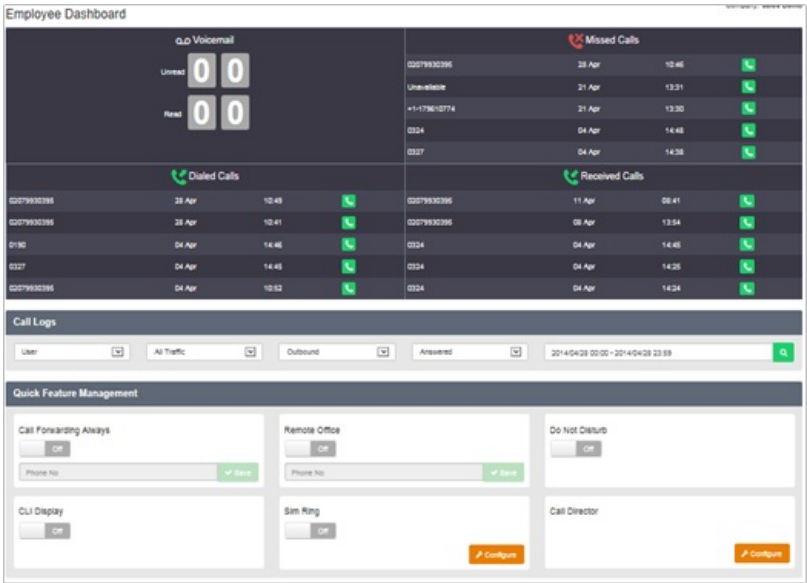 Employee Dashboard
Voicemail
Unread 0 0
Read 0 0
Missed Calls
02079930395 28 Apr 10:46
Unavailable 21 Apr 13:31
+1-179610774 21 Apr 13:30
0324 04 Apr 14:48
0327 04 Apr 14:38
Dialed Calls
02079930395 28 Apr 10:49
02079930395 28 Apr 10:41
0190 04 Apr 14:46
0327 04 Apr 14:45
02079930395 04 Apr 10:52
Received Calls
02079930395 11 Apr 08:41
02079930395 08 Apr 13:54
0324 04 Apr 14:45
0324 04 Apr 14:25
0324 04 Apr 14:24
Call Logs
User All Traffic Outbound Answered 2014/04/28 00:00 - 2014/04/28 23:59
Quick Feature Management
Call Forwarding Always
Off
Phone No Save
Remote Office
Off
Phone No Save
Do Not Disturb
Off
CLI Display
Off
Sim Ring
Off
Configure
Call Director
Configure